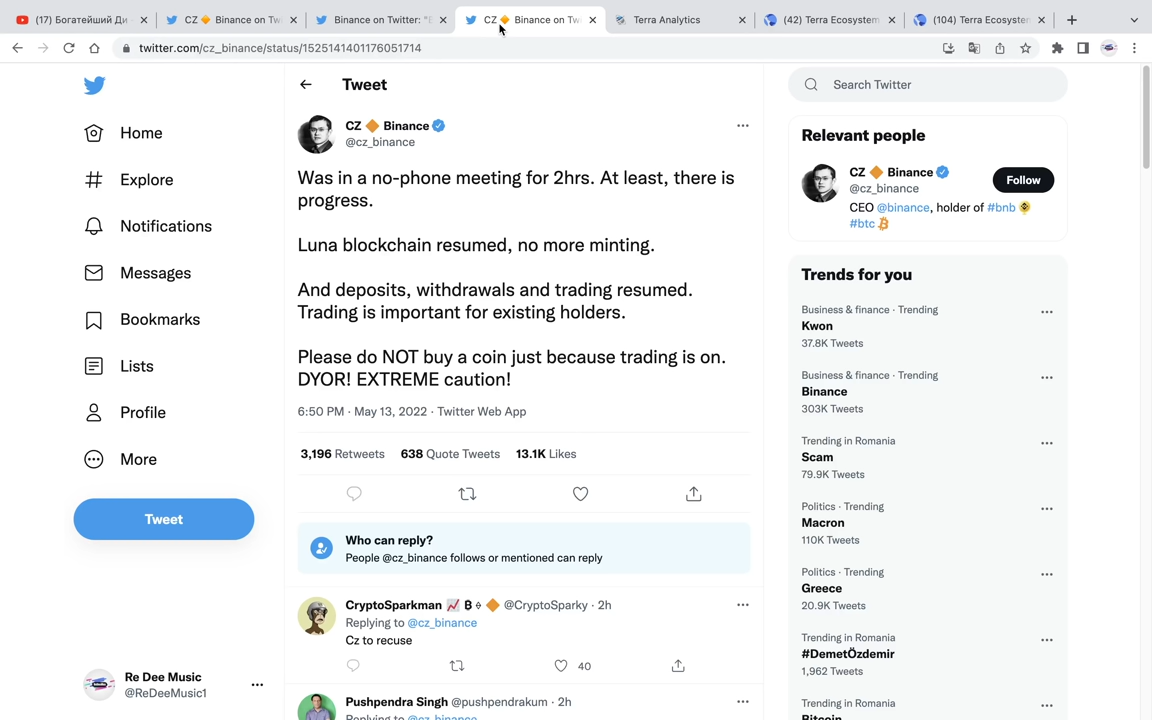 (17) Богатейший Ди
CZ 🔶 Binance on Tw
Binance on Twitter: "E
CZ 🔶 Binance on Twi
Terra Analytics
(42) Terra Ecosystem
(104) Terra Ecosystem
twitter.com/cz_binance/status/1525141401176051714
Home
Explore
Notifications
Messages
Bookmarks
Lists
Profile
More
Tweet
Re Dee Music
@ReDeeMusic1
Tweet
CZ 🔶 Binance
@cz_binance
Was in a no-phone meeting for 2hrs. At least, there is
progress.
Luna blockchain resumed, no more minting.
And deposits, withdrawals and trading resumed.
Trading is important for existing holders.
Please do NOT buy a coin just because trading is on.
DYOR! EXTREME caution!
6:50 PM · May 13, 2022 · Twitter Web App
3,196 Retweets 638 Quote Tweets 13.1K Likes
Who can reply?
People @cz_binance follows or mentioned can reply
CryptoSparkman 📈 ₿ 🔶 @CryptoSparky · 2h
Replying to @cz_binance
Cz to recuse
40
Pushpendra Singh @pushpendrakum · 2h
Replying to @cz_binance
Search Twitter
Relevant people
CZ 🔶 Binance
@cz_binance
Follow
CEO @binance, holder of #bnb
#btc
Trends for you
Business & finance · Trending
Kwon
37.8K Tweets
Business & finance · Trending
Binance
303K Tweets
Trending in Romania
Scam
79.9K Tweets
Politics · Trending
Macron
110K Tweets
Politics · Trending
Greece
20.9K Tweets
Trending in Romania
#DemetÖzdemir
1,962 Tweets
Trending in Romania
Bitcoin